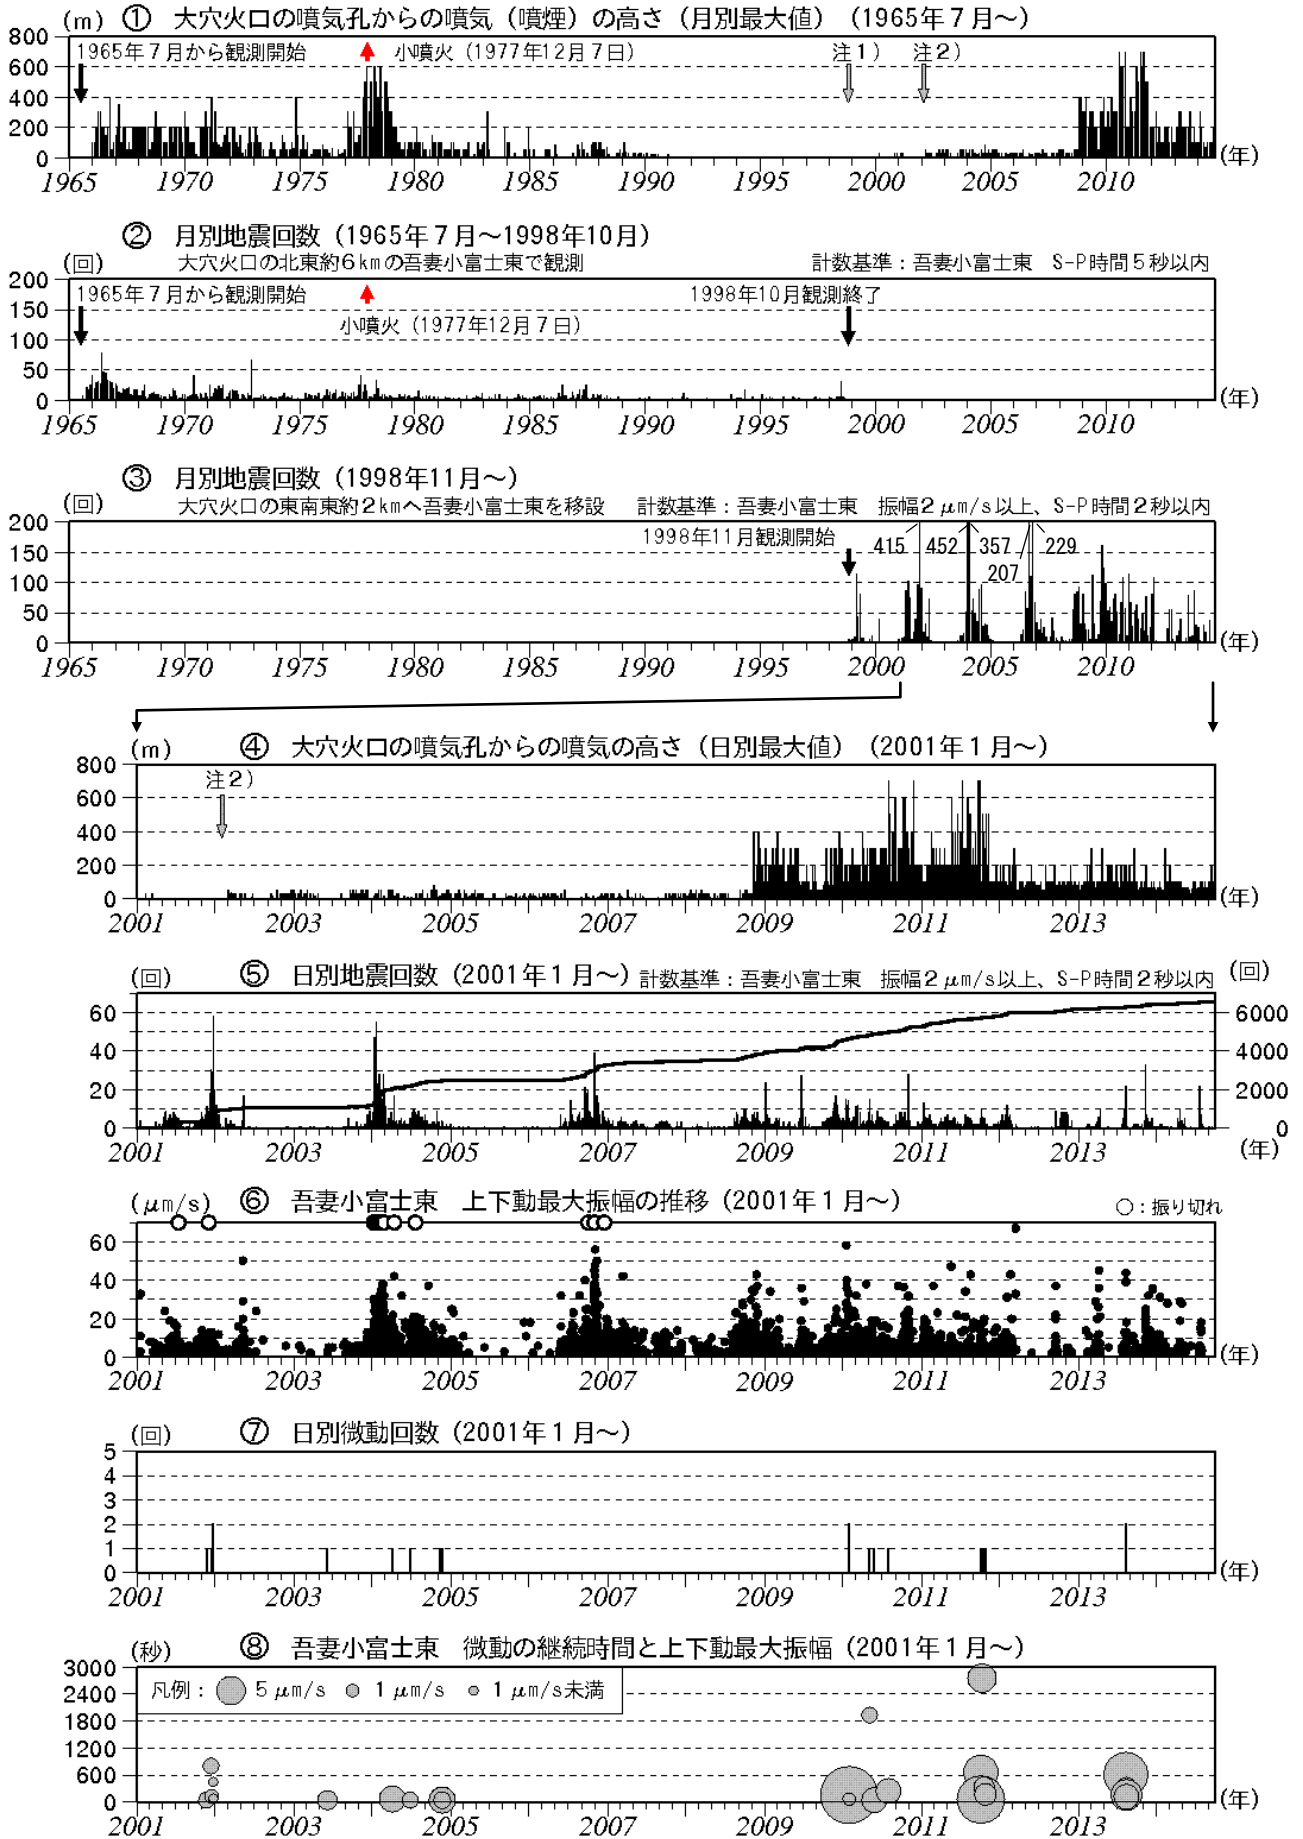 (m) ① 大穴火口の噴気孔からの噴気（噴煙）の高さ（月別最大値）（1965年７月～）
800
1965年７月から観測開始 小噴火（1977年12月７日） 注１） 注２）
600
400
200
0
1965 1970 1975 1980 1985 1990 1995 2000 2005 2010 (年)
② 月別地震回数（1965年７月～1998年10月）
(回) 大穴火口の北東約６kmの吾妻小富士東で観測 計数基準：吾妻小富士東 S-P時間５秒以内
200
1965年７月から観測開始 1998年10月観測終了
150
小噴火（1977年12月７日）
100
50
0
1965 1970 1975 1980 1985 1990 1995 2000 2005 2010 (年)
③ 月別地震回数（1998年11月～）
(回) 大穴火口の東南東約２kmへ吾妻小富士東を移設 計数基準：吾妻小富士東 振幅２μm/s以上、S-P時間２秒以内
200
1998年11月観測開始
150 415 452 357 229
207
100
50
0
1965 1970 1975 1980 1985 1990 1995 2000 2005 2010 (年)
(m) ④ 大穴火口の噴気孔からの噴気の高さ（日別最大値）（2001年１月～）
800
注２）
600
400
200
0
2001 2003 2005 2007 2009 2011 2013 (年)
(回) ⑤ 日別地震回数（2001年１月～） 計数基準：吾妻小富士東 振幅２μm/s以上、S-P時間２秒以内 (回)
60 6000
40 4000
20 2000
0 0
2001 2003 2005 2007 2009 2011 2013 (年)
(μm/s) ⑥ 吾妻小富士東 上下動最大振幅の推移（2001年１月～） ○：振り切れ
60
40
20
0
2001 2003 2005 2007 2009 2011 2013 (年)
(回) ⑦ 日別微動回数（2001年１月～）
5
4
3
2
1
0
2001 2003 2005 2007 2009 2011 2013 (年)
(秒) ⑧ 吾妻小富士東 微動の継続時間と上下動最大振幅（2001年１月～）
3000
凡例： 5 μm/s 1 μm/s 1 μm/s未満
2400
1800
1200
600
0
2001 2003 2005 2007 2009 2011 2013 (年)